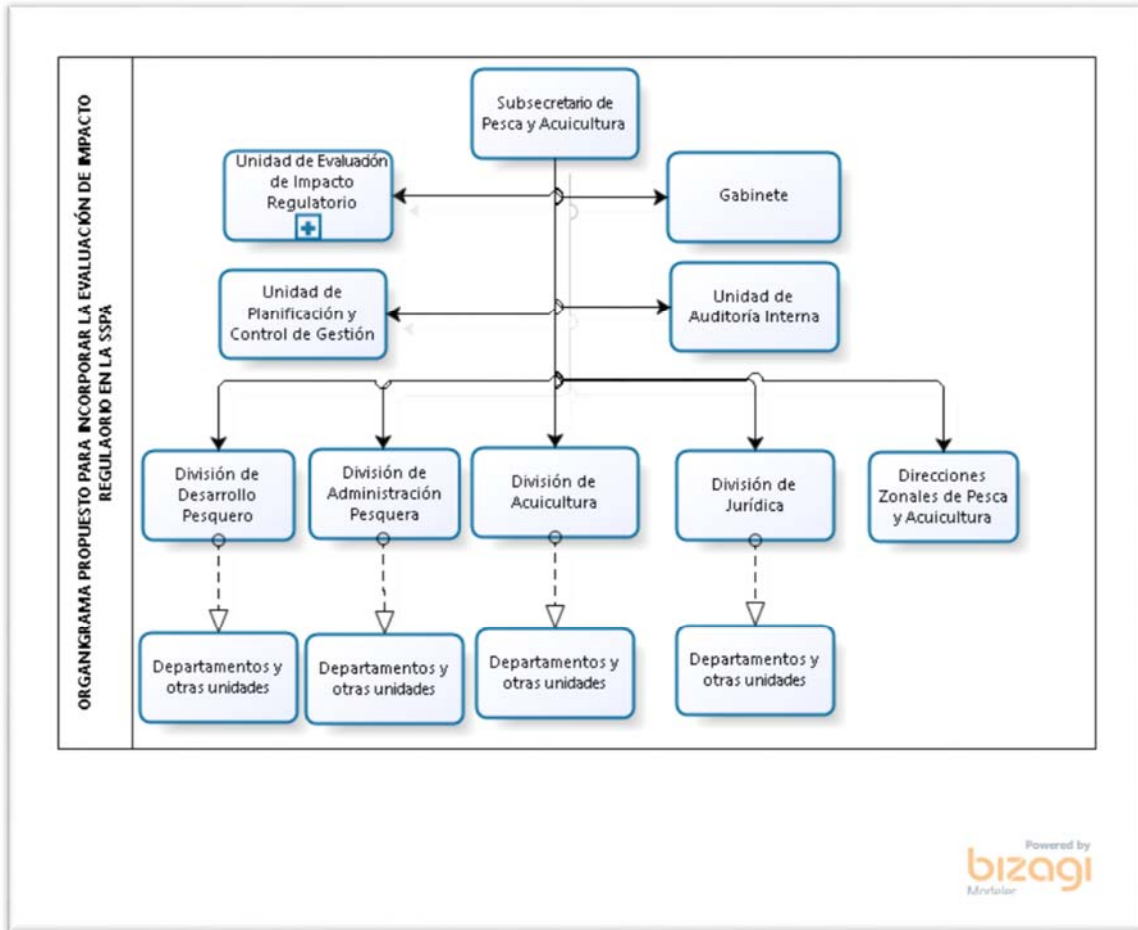 ORGANIGRAMA PROPUESTO PARA INCORPORAR LA EVALUACIÓN DE IMPACTO
REGULAORIO EN LA SSPA
Subsecretario de
Pesca y Acuicultura
Unidad de Evaluación
de Impacto
Regulatorio
Gabinete
Unidad de
Planificación y
Control de Gestión
Unidad de
Auditoría Interna
División de
Desarrollo
Pesquero
División de
Administración
Pesquera
División de
Acuicultura
División de
Jurídica
Direcciones
Zonales de Pesca
y Acuicultura
Departamentos y
otras unidades
Departamentos y
otras unidades
Departamentos y
otras unidades
Departamentos y
otras unidades
Powered by
bizagi
Modeler